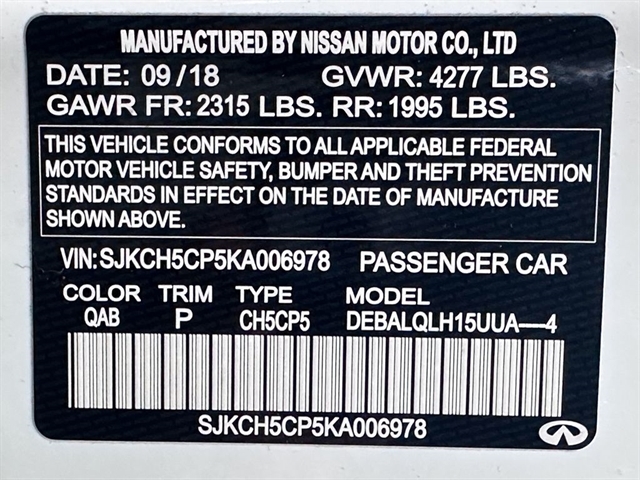 MANUFACTURED BY NISSAN MOTOR CO., LTD
DATE: 09/18 GVWR: 4277 LBS.
GAWR FR: 2315 LBS. RR: 1995 LBS.
THIS VEHICLE CONFORMS TO ALL APPLICABLE FEDERAL
MOTOR VEHICLE SAFETY, BUMPER AND THEFT PREVENTION
STANDARDS IN EFFECT ON THE DATE OF MANUFACTURE
SHOWN ABOVE.
VIN: SJKCH5CP5KA006978 PASSENGER CAR
COLOR TRIM TYPE MODEL
QAB P CH5CP5 DEBALQLH15UUA----4
SJKCH5CP5KA006978